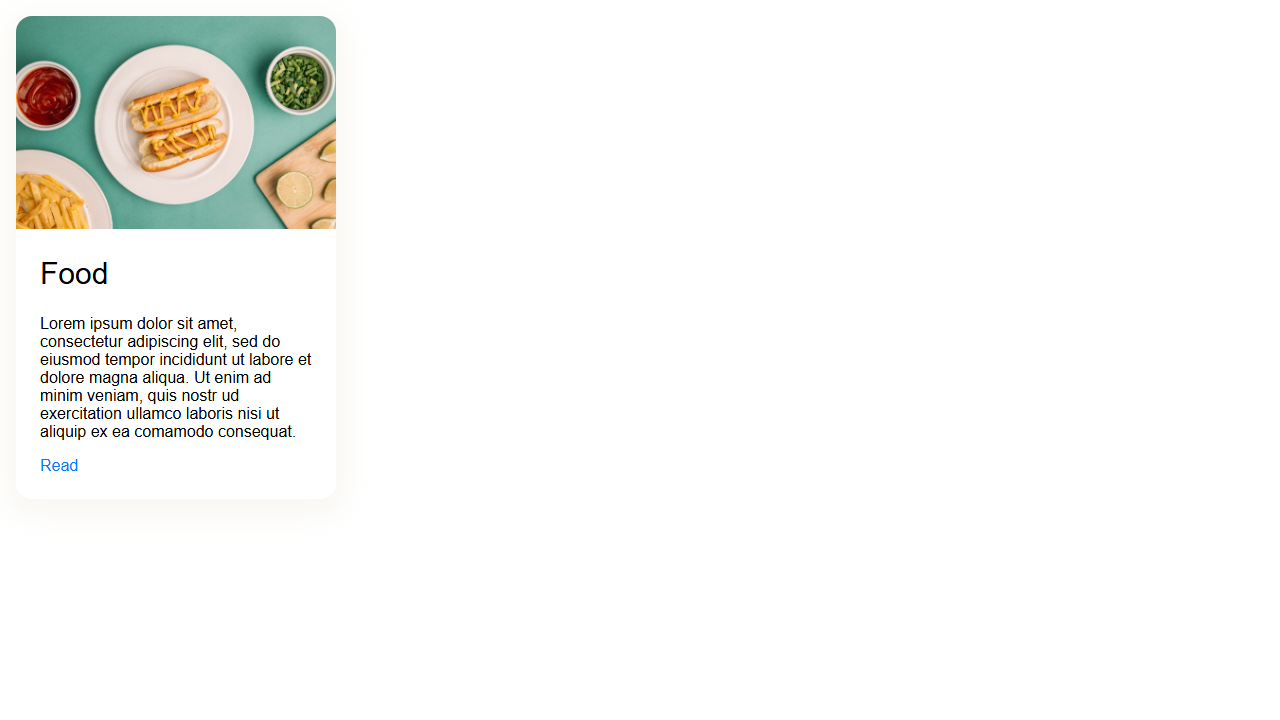 Food
Lorem ipsum dolor sit amet,
consectetur adipiscing elit, sed do
eiusmod tempor incididunt ut labore et
dolore magna aliqua. Ut enim ad
minim veniam, quis nostr ud
exercitation ullamco laboris nisi ut
aliquip ex ea comamodo consequat.
Read